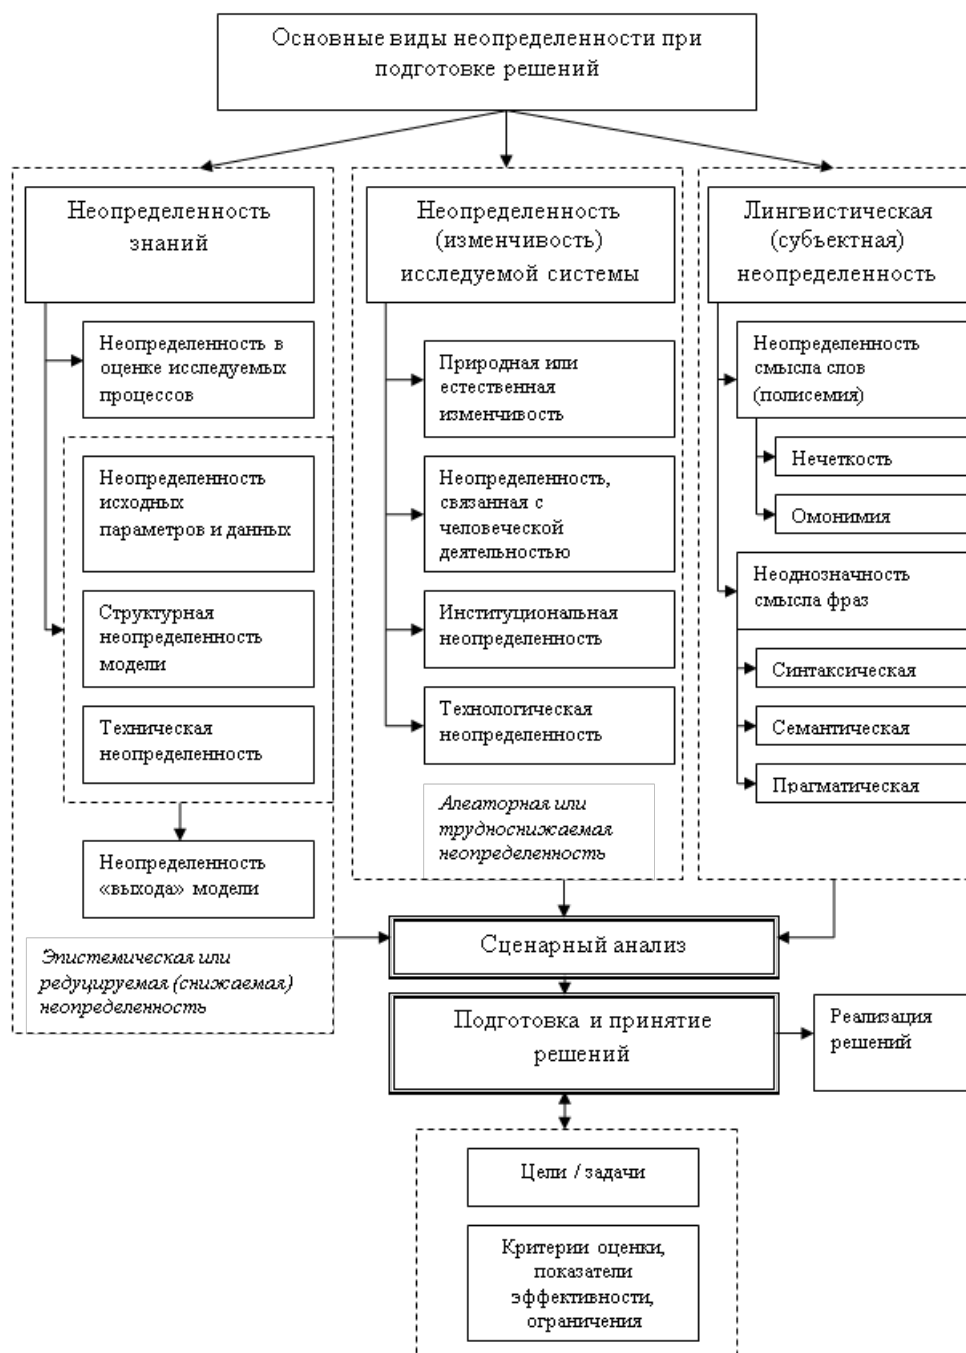 Основные виды неопределенности при
подготовке решений
Неопределенность
знаний
Неопределенность в
оценке исследуемых
процессов
Неопределенность
исходных
параметров и данных
Структурная
неопределенность
модели
Техническая
неопределенность
Неопределенность
«выхода» модели
Эпистемическая или
редуцируемая (снижаемая)
неопределенность
Неопределенность
(изменчивость)
исследуемой системы
Природная или
естественная
изменчивость
Неопределенность,
связанная с
человеческой
деятельностью
Институциональная
неопределенность
Технологическая
неопределенность
Алеаторная или
трудноснижаемая
неопределенность
Лингвистическая
(субъектная)
неопределенность
Неопределенность
смысла слов
(полисемия)
Нечеткость
Омонимия
Неоднозначность
смысла фраз
Синтаксическая
Семантическая
Прагматическая
Сценарный анализ
Подготовка и принятие
решений
Реализация
решений
Цели / задачи
Критерии оценки,
показатели
эффективности,
ограничения